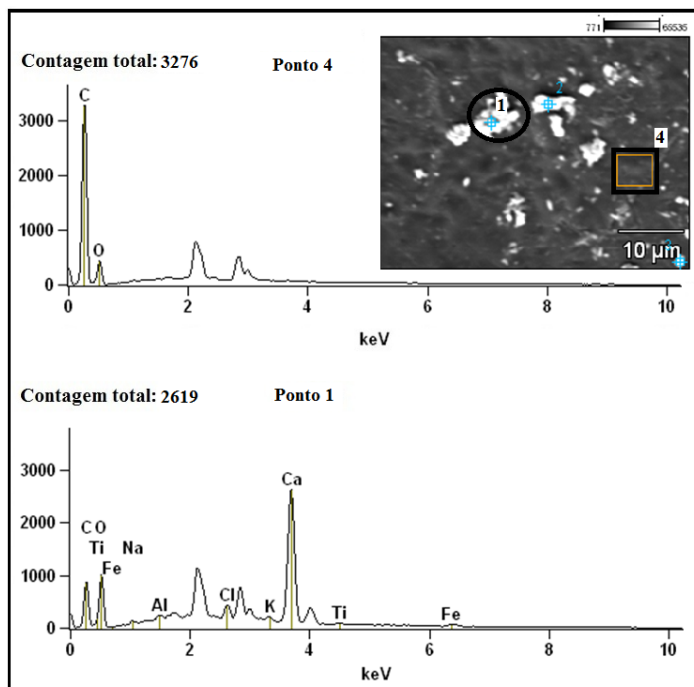 Contagem total: 3276
Ponto 4
C
O
3000
2000
1000
0
0
2
4
6
8
10
keV
771
66536
1
2
4
10 µm
Contagem total: 2619
Ponto 1
3000
2000
1000
0
C O
Ti Na
Fe
Al
Cl
K
Ca
Ti
Fe
0
2
4
6
8
10
keV